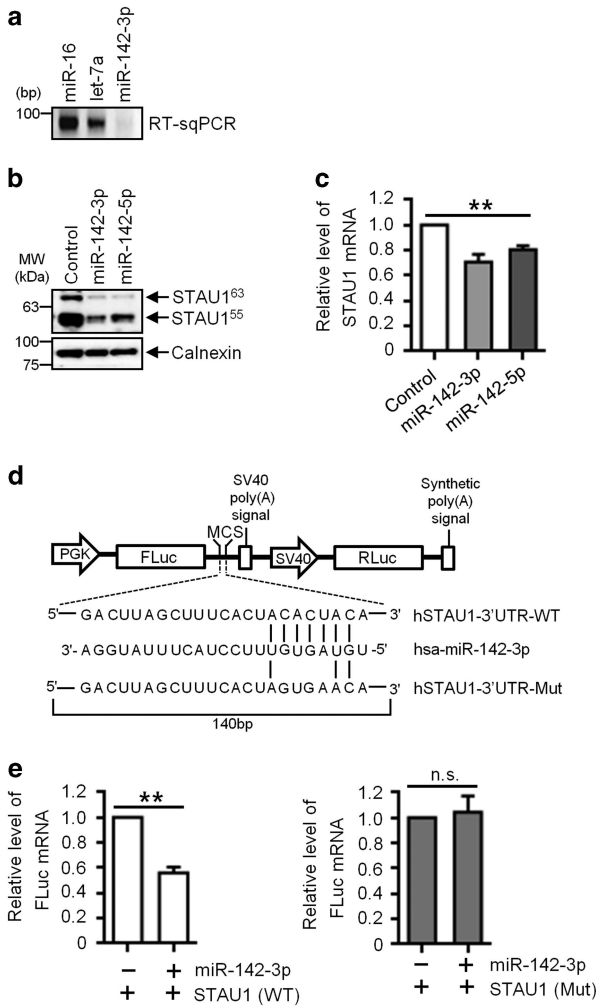 a
miR-16
let-7a
miR-142-3p
(bp)
100
RT-sqPCR
b
Control
miR-142-3p
miR-142-5p
MW
(kDa)
63
STAU1⁶³
STAU1⁵⁵
100
75
Calnexin
c
Relative level of
STAU1 mRNA
1.2
1.0
0.8
0.6
0.4
0.2
0
**
Control
miR-142-3p
miR-142-5p
d
SV40
poly(A)
signal
Synthetic
poly(A)
signal
MCS
PGK
FLuc
SV40
RLuc
5'— GACUUAGCUUUCACUACACUACA — 3' hSTAU1-3'UTR-WT
3'- AGGUAUUUCAUCCUUUGUGAUGU -5' hsa-miR-142-3p
5'— GACUUAGCUUUCACUAGUGAACA — 3' hSTAU1-3'UTR-Mut
140bp
e
Relative level of
FLuc mRNA
1.2
1.0
0.8
0.6
0.4
0.2
0
**
− + miR-142-3p
+ + STAU1 (WT)
Relative level of
FLuc mRNA
1.2
1.0
0.8
0.6
0.4
0.2
0
n.s.
− + miR-142-3p
+ + STAU1 (Mut)